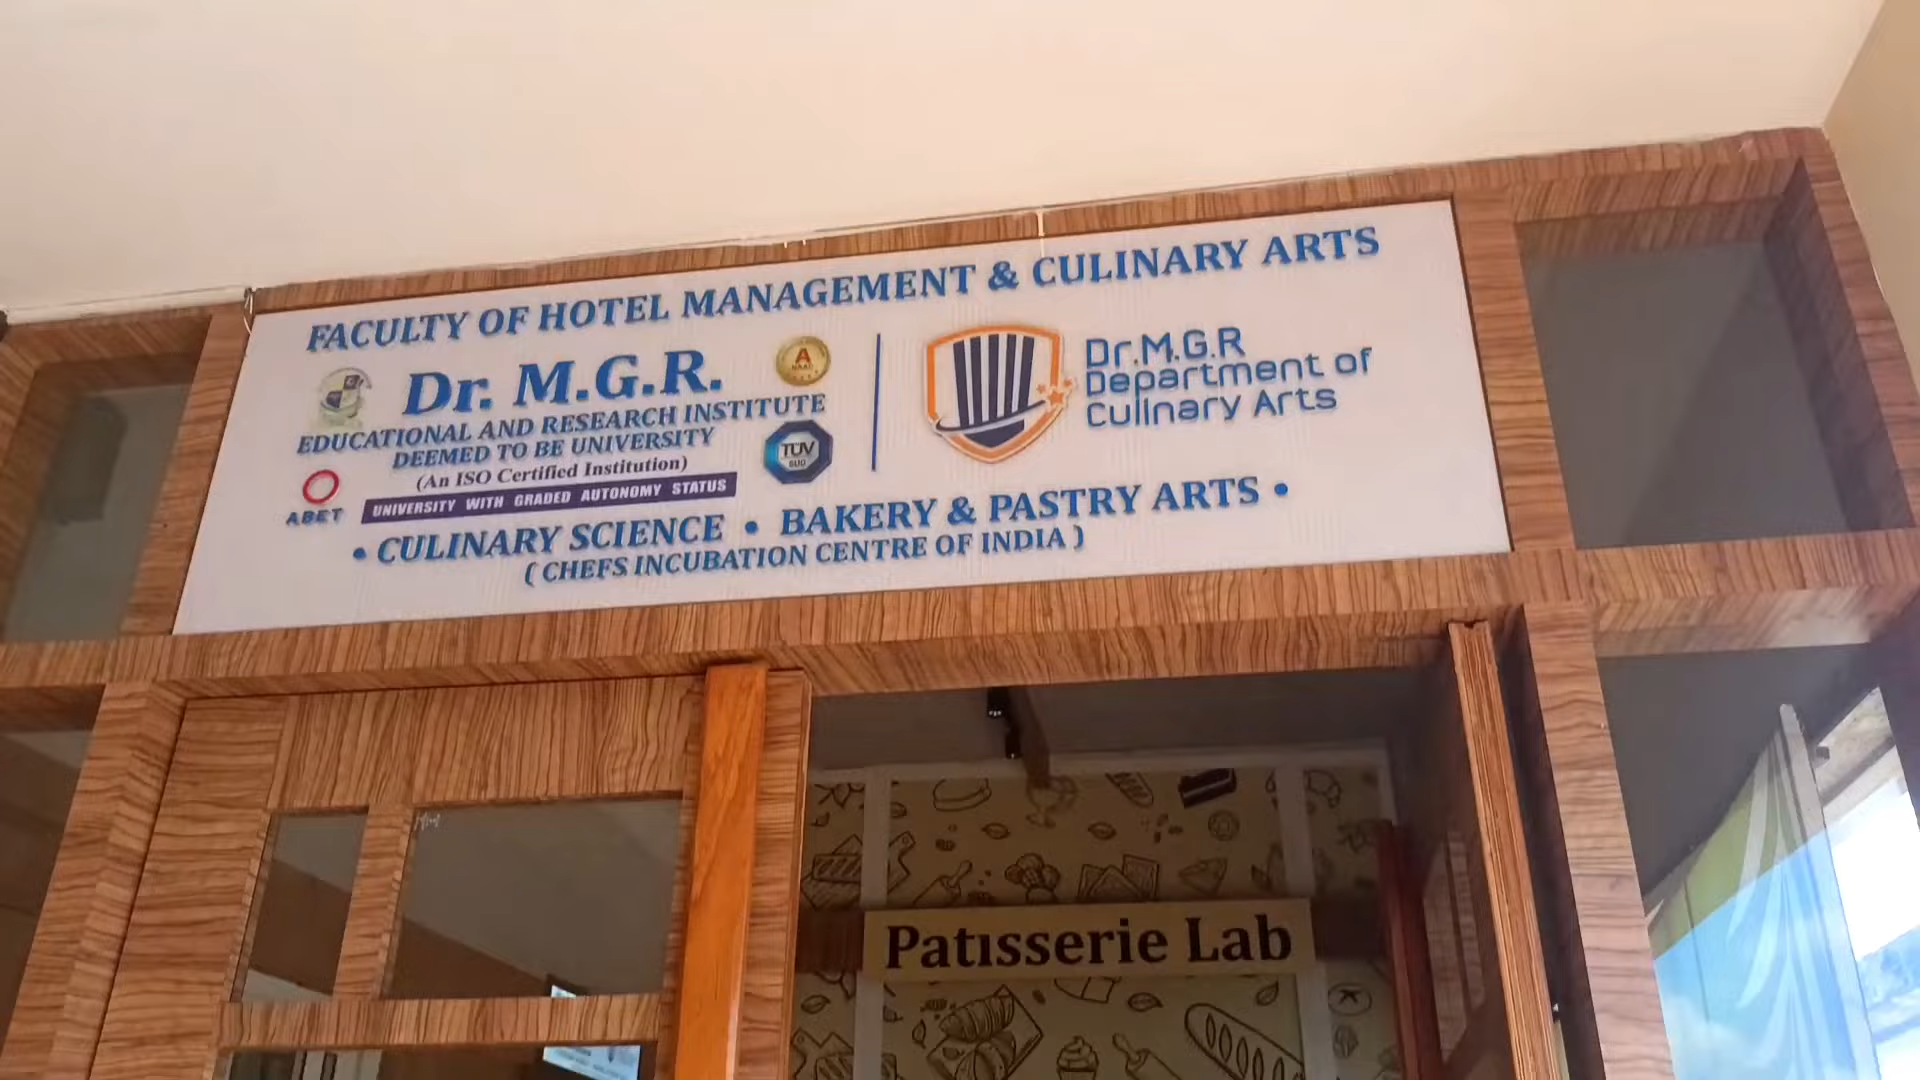 FACULTY OF HOTEL MANAGEMENT & CULINARY ARTS
Dr. M.G.R.
EDUCATIONAL AND RESEARCH INSTITUTE
DEEMED TO BE UNIVERSITY
(An ISO Certified Institution)
UNIVERSITY WITH GRADED AUTONOMY STATUS
A
NAAC
TÜV
SUD
ABET
Dr.M.G.R
Department of
Culinary Arts
• CULINARY SCIENCE • BAKERY & PASTRY ARTS •
( CHEFS INCUBATION CENTRE OF INDIA )
Patısserie Lab